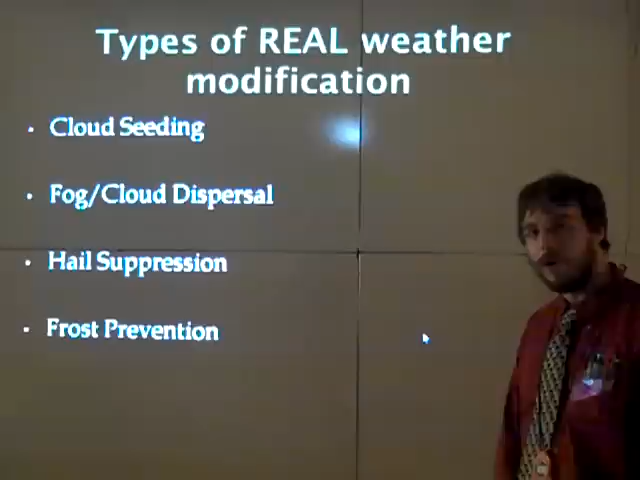 Types of REAL weather
modification
• Cloud Seeding
• Fog/Cloud Dispersal
• Hail Suppression
• Frost Prevention